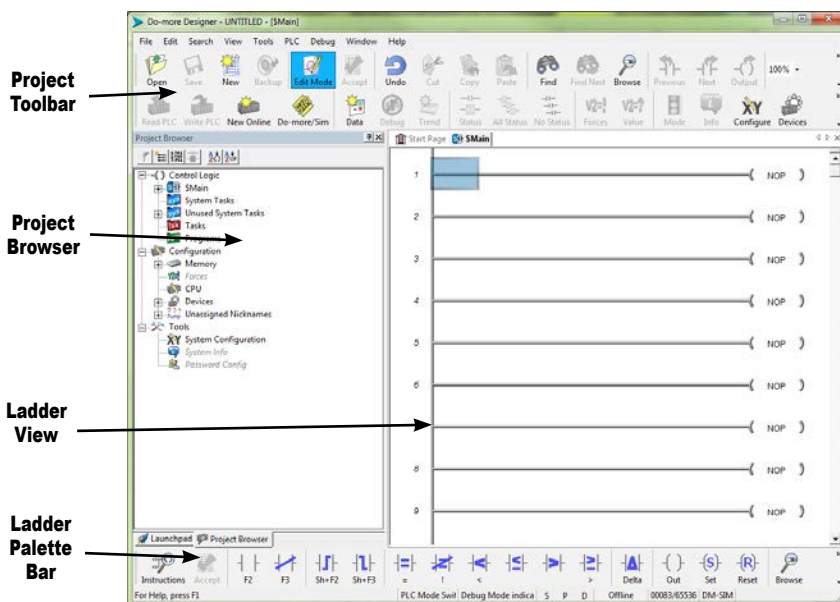 Do-more Designer - UNTITLED - [$Main]
File Edit Search View Tools PLC Debug Window Help
Open Save New Backup Edit Mode Accept Undo Cut Copy Paste Find Find Next Browse Previous Next Output 100%
Project Toolbar
Read PLC Write PLC New Online Do-more/Sim Data Debug Trend Status All Status No Status Forces Value Mode Info Configure Devices
Project Browser
Start Page $Main
Control Logic
$Main
System Tasks
Unused System Tasks
Tasks
Programs
Configuration
Memory
Forces
CPU
Devices
Unassigned Nicknames
Tools
System Configuration
System Info
Password Config
Project Browser
1 NOP
2 NOP
3 NOP
4 NOP
5 NOP
6 NOP
NOP
8 NOP
9 NOP
Ladder View
Ladder Palette Bar
Launchpad Project Browser
Instructions Accept F2 F3 Sh+F2 Sh+F3 = ! < > Delta Out Set Reset Browse
For Help, press F1 PLC Mode Swit Debug Mode indica S P D Offline 00083/65536 DM-SIM